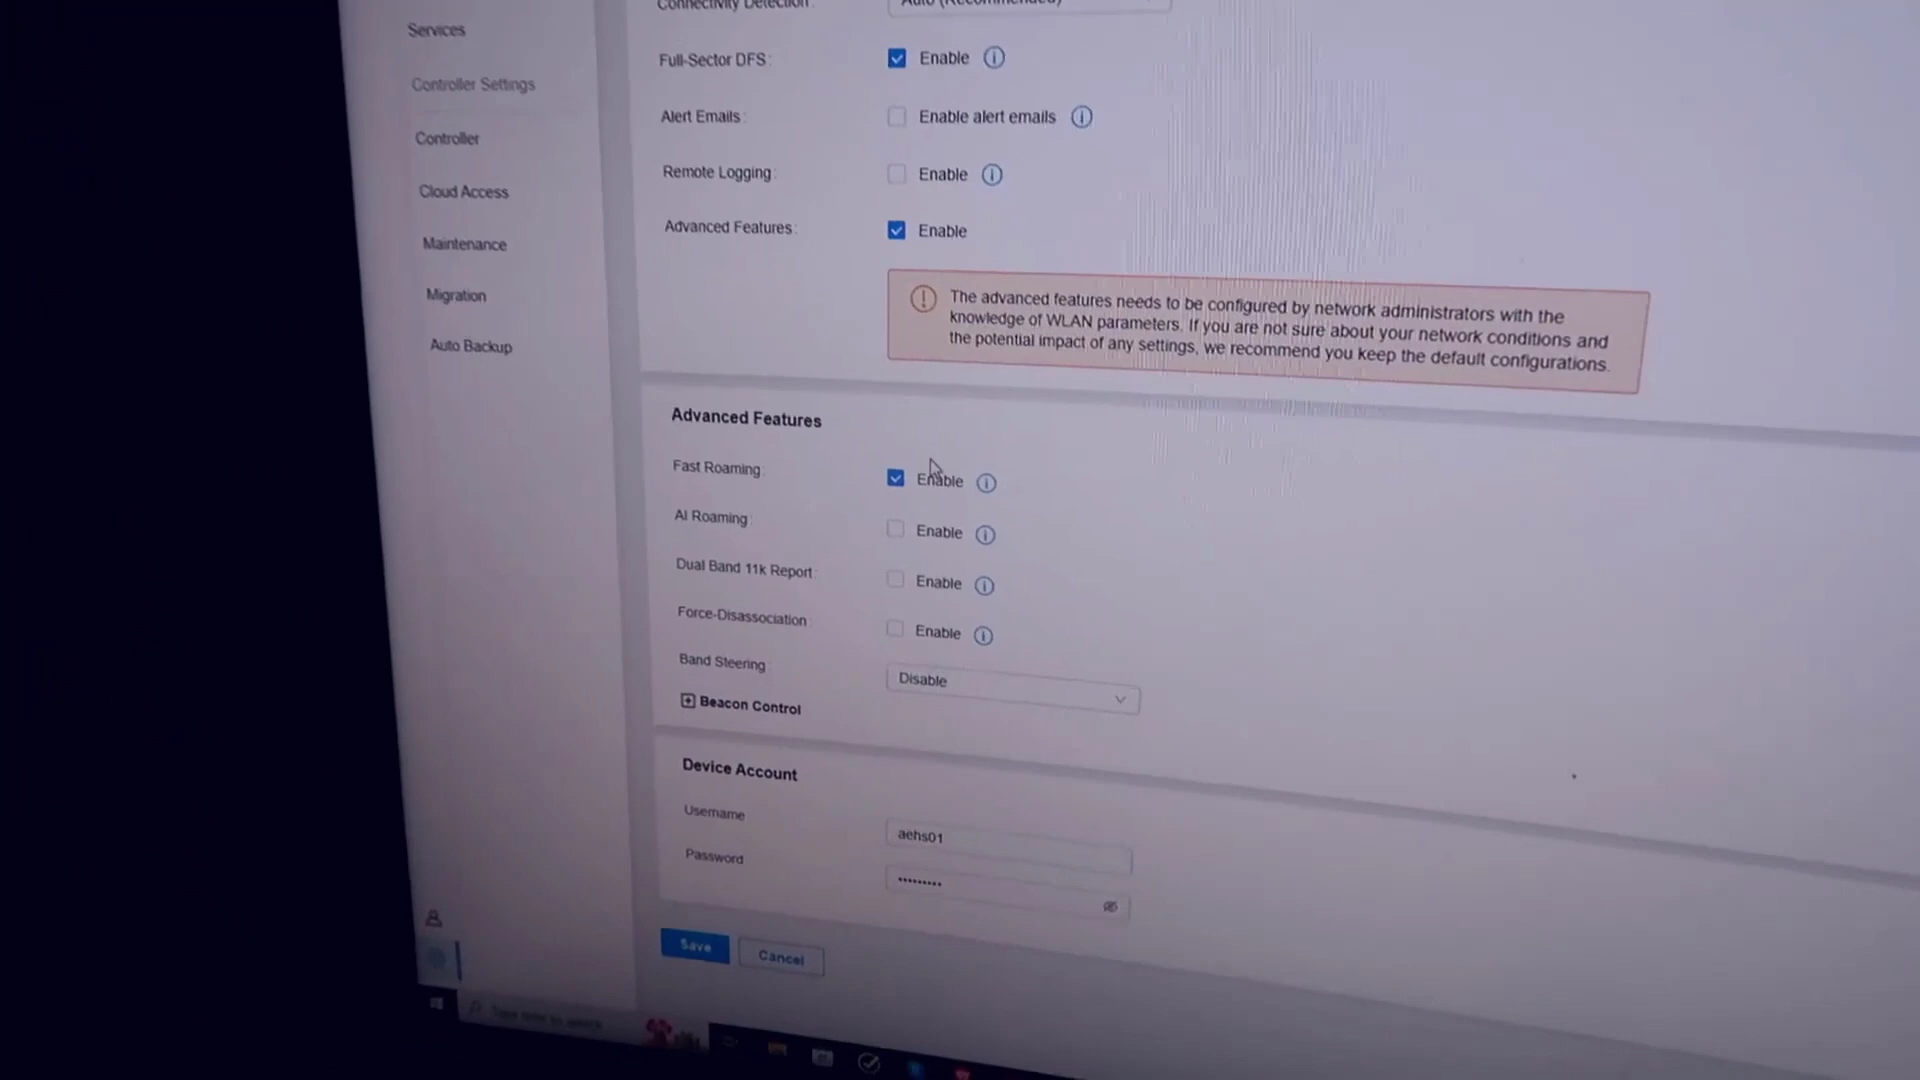 Services
Controller Settings
Controller
Cloud Access
Maintenance
Migration
Auto Backup
Connectivity Detection: Auto (Recommended)
Full-Sector DFS: Enable
Alert Emails: Enable alert emails
Remote Logging: Enable
Advanced Features: Enable
The advanced features needs to be configured by network administrators with the
knowledge of WLAN parameters. If you are not sure about your network conditions and
the potential impact of any settings, we recommend you keep the default configurations.
Advanced Features
Fast Roaming: Enable
AI Roaming: Enable
Dual Band 11k Report: Enable
Force-Disassociation Enable
Band Steering Disable
Beacon Control
Device Account
Username aehs01
Password •••••••••
Save Cancel